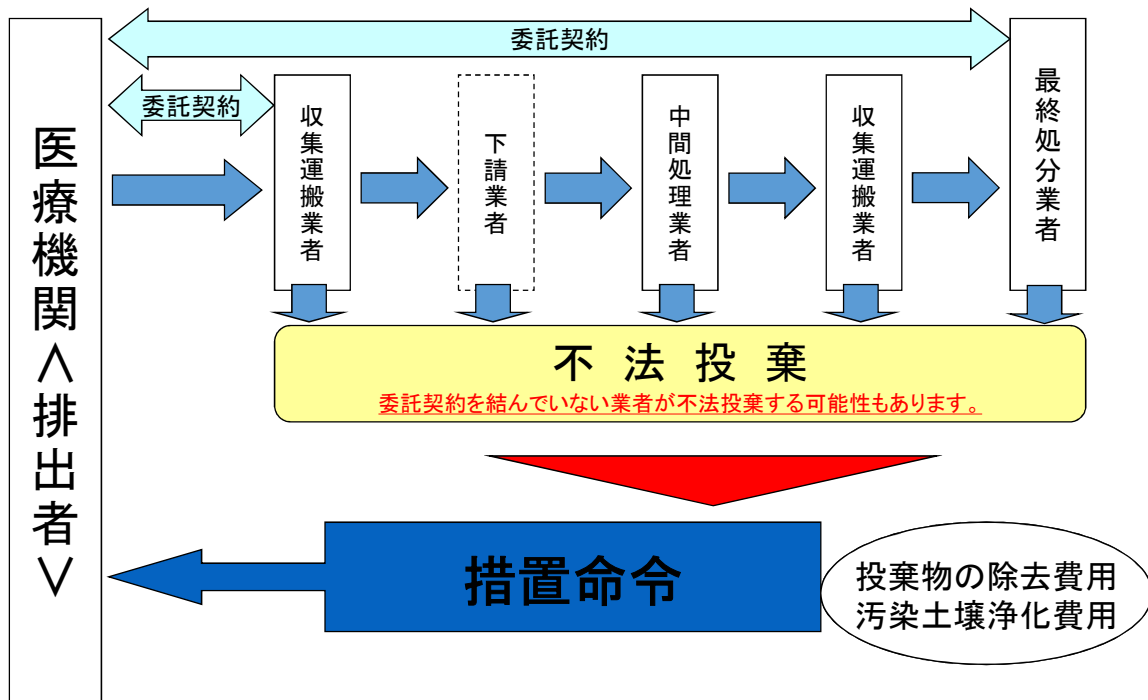 委託契約
委託契約
医療機関＜排出者＞
収集運搬業者
下請業者
中間処理業者
収集運搬業者
最終処分業者
不法投棄
委託契約を結んでいない業者が不法投棄する可能性もあります。
措置命令
投棄物の除去費用
汚染土壌浄化費用